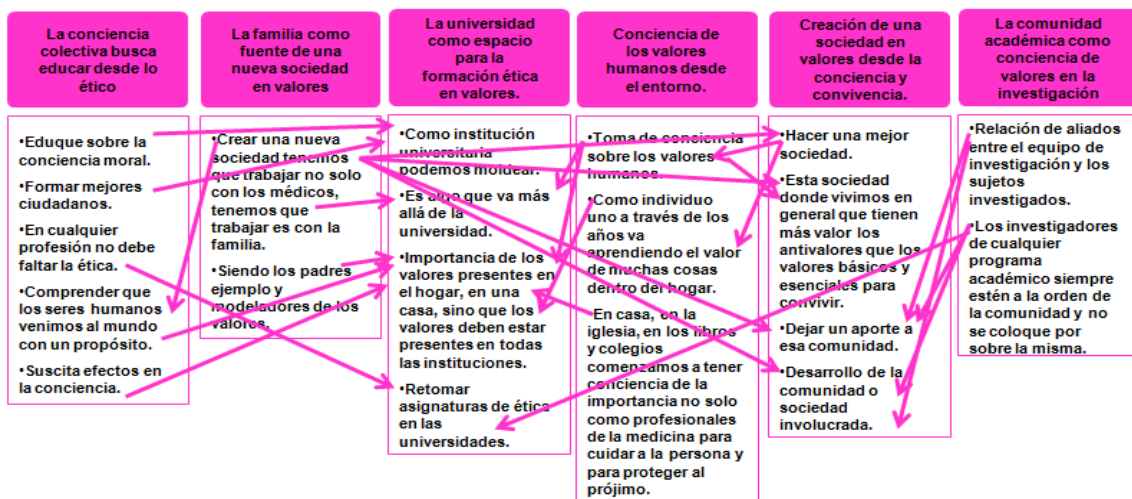 La conciencia
colectiva busca
educar desde lo
ético
La familia como
fuente de una
nueva sociedad
en valores
La universidad
como espacio
para la
formación ética
en valores.
Conciencia de
los valores
humanos desde
el entorno.
Creación de una
sociedad en
valores desde la
conciencia y
convivencia.
La comunidad
académica como
conciencia de
valores en la
investigación
•Eduque sobre la
conciencia moral.
•Formar mejores
ciudadanos.
•En cualquier
profesión no debe
faltar la ética.
•Comprender que
los seres humanos
venimos al mundo
con un propósito.
•Suscita efectos en
la conciencia.
•Crear una nueva
sociedad tenemos
que trabajar no solo
con los médicos,
tenemos que
trabajar es con la
familia.
•Siendo los padres
ejemplo y
modeladores de los
valores.
•Como institución
universitaria
podemos moldear.
•Es algo que va más
allá de la
universidad.
•Importancia de los
valores presentes en
el hogar, en una
casa, sino que los
valores deben estar
presentes en todas
las instituciones.
•Retomar
asignaturas de ética
en las
universidades.
•Toma de conciencia
sobre los valores
humanos.
•Como individuo
uno a través de los
años va
aprendiendo el valor
de muchas cosas
dentro del hogar.
•En casa, en la
iglesia, en los libros
y colegios
comenzamos a tener
conciencia de la
importancia no solo
como profesionales
de la medicina para
cuidar a la persona y
para proteger al
prójimo.
•Hacer una mejor
sociedad.
•Esta sociedad
donde vivimos en
general que tienen
más valor los
antivalores que los
valores básicos y
esenciales para
convivir.
•Dejar un aporte a
esa comunidad.
•Desarrollo de la
comunidad o
sociedad
involucrada.
•Relación de aliados
entre el equipo de
investigación y los
sujetos
investigados.
•Los investigadores
de cualquier
programa
académico siempre
estén a la orden de
la comunidad y no
se coloque por
sobre la misma.